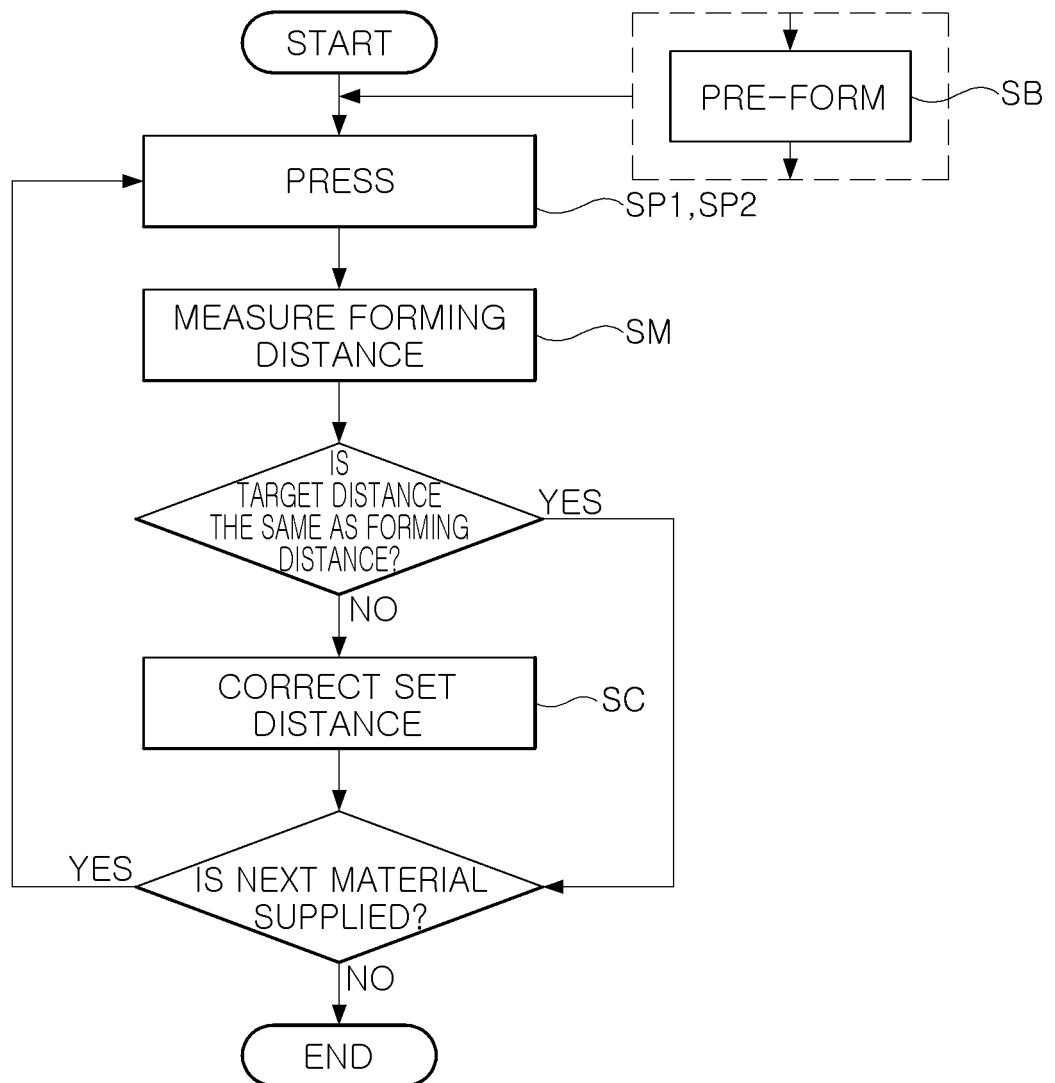 START
PRE-FORM
SB
PRESS
SP1,SP2
MEASURE FORMING
DISTANCE
SM
IS
TARGET DISTANCE
THE SAME AS FORMING
DISTANCE?
YES
NO
CORRECT SET
DISTANCE
SC
YES
IS NEXT MATERIAL
SUPPLIED?
NO
END